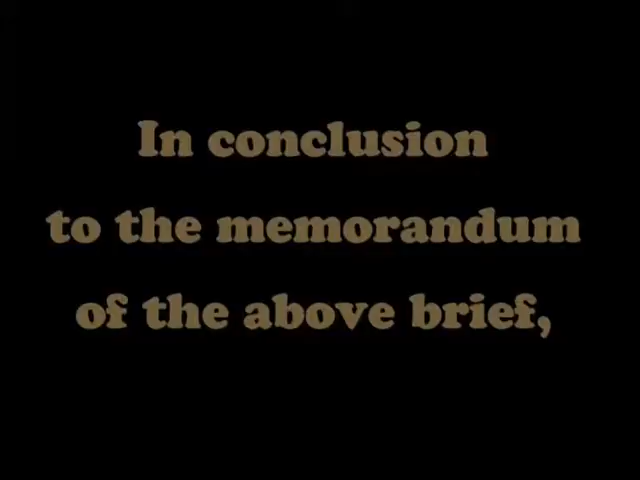 In conclusion
to the memorandum
of the above brief,